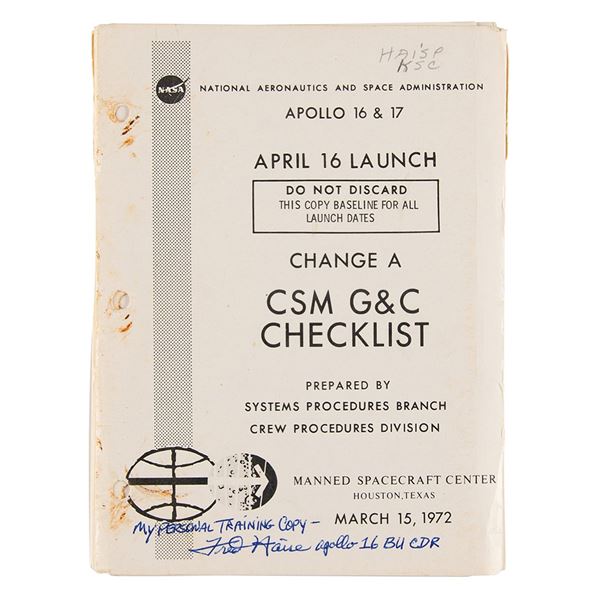 HAISE
KSC
NASA
NATIONAL AERONAUTICS AND SPACE ADMINISTRATION
APOLLO 16 & 17
APRIL 16 LAUNCH
DO NOT DISCARD
THIS COPY BASELINE FOR ALL
LAUNCH DATES
CHANGE A
CSM G&C
CHECKLIST
PREPARED BY
SYSTEMS PROCEDURES BRANCH
CREW PROCEDURES DIVISION
MANNED SPACECRAFT CENTER
HOUSTON, TEXAS
MARCH 15, 1972
My PERSONAL TRAINING COPY –
Fred Haise apollo 16 BU CDR